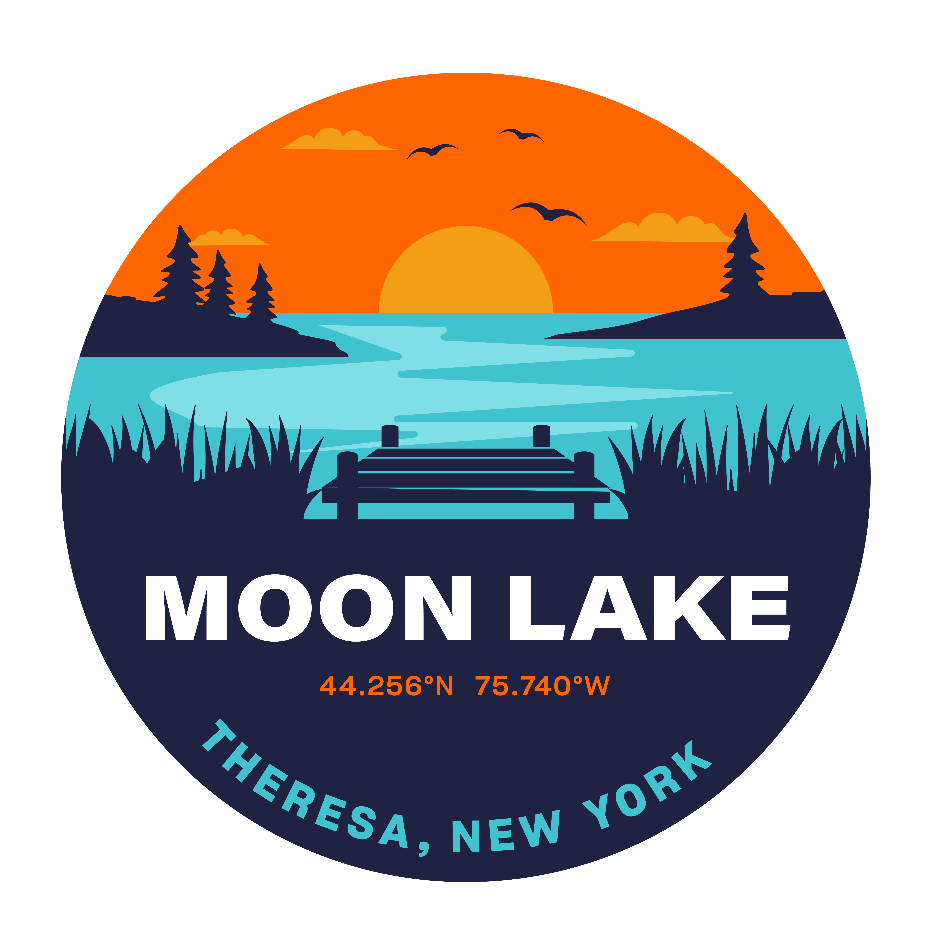 MOON LAKE
44.256°N 75.740°W
THERESA, NEW YORK